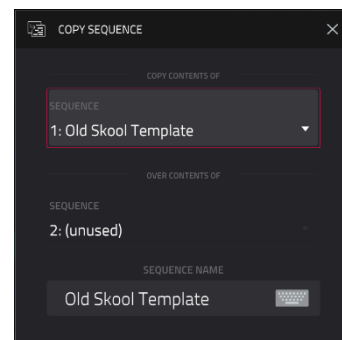 COPY SEQUENCE
COPY CONTENTS OF
SEQUENCE
1: Old Skool Template
OVER CONTENTS OF
SEQUENCE
2: (unused)
SEQUENCE NAME
Old Skool Template